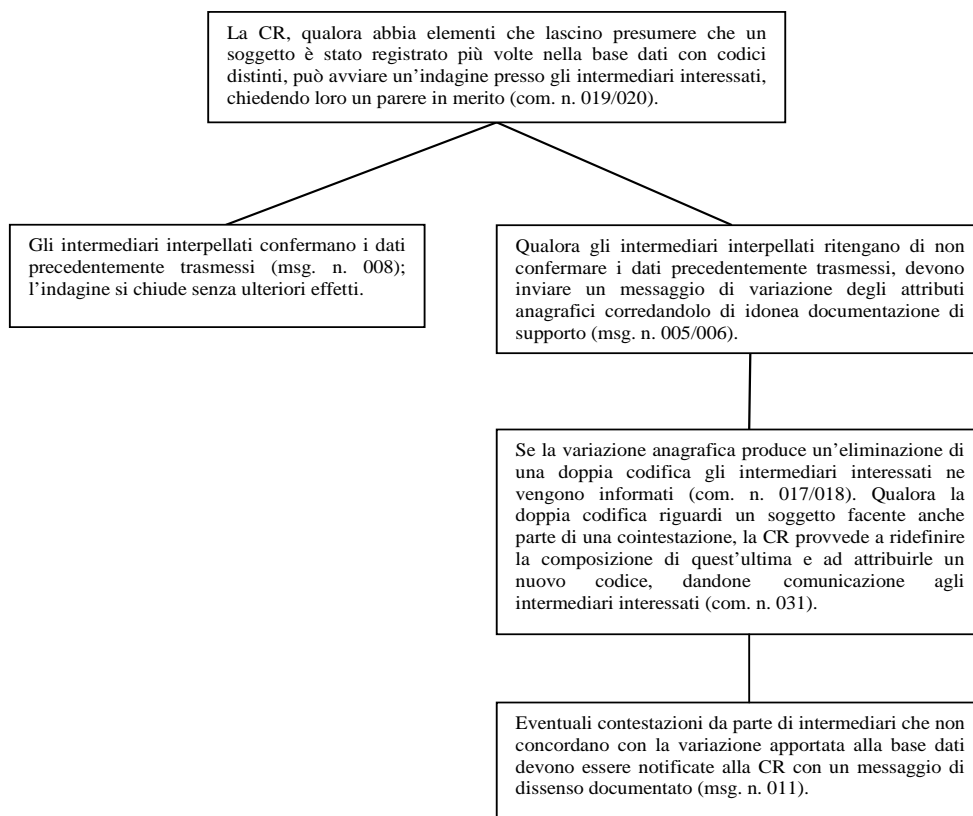 La CR, qualora abbia elementi che lascino presumere che un
soggetto è stato registrato più volte nella base dati con codici
distinti, può avviare un’indagine presso gli intermediari interessati,
chiedendo loro un parere in merito (com. n. 019/020).
Gli intermediari interpellati confermano i dati
precedentemente trasmessi (msg. n. 008);
l’indagine si chiude senza ulteriori effetti.
Qualora gli intermediari interpellati ritengano di non
confermare i dati precedentemente trasmessi, devono
inviare un messaggio di variazione degli attributi
anagrafici corredandolo di idonea documentazione di
supporto (msg. n. 005/006).
Se la variazione anagrafica produce un’eliminazione di
una doppia codifica gli intermediari interessati ne
vengono informati (com. n. 017/018). Qualora la
doppia codifica riguardi un soggetto facente anche
parte di una cointestazione, la CR provvede a ridefinire
la composizione di quest’ultima e ad attribuirle un
nuovo codice, dandone comunicazione agli
intermediari interessati (com. n. 031).
Eventuali contestazioni da parte di intermediari che non
concordano con la variazione apportata alla base dati
devono essere notificate alla CR con un messaggio di
dissenso documentato (msg. n. 011).